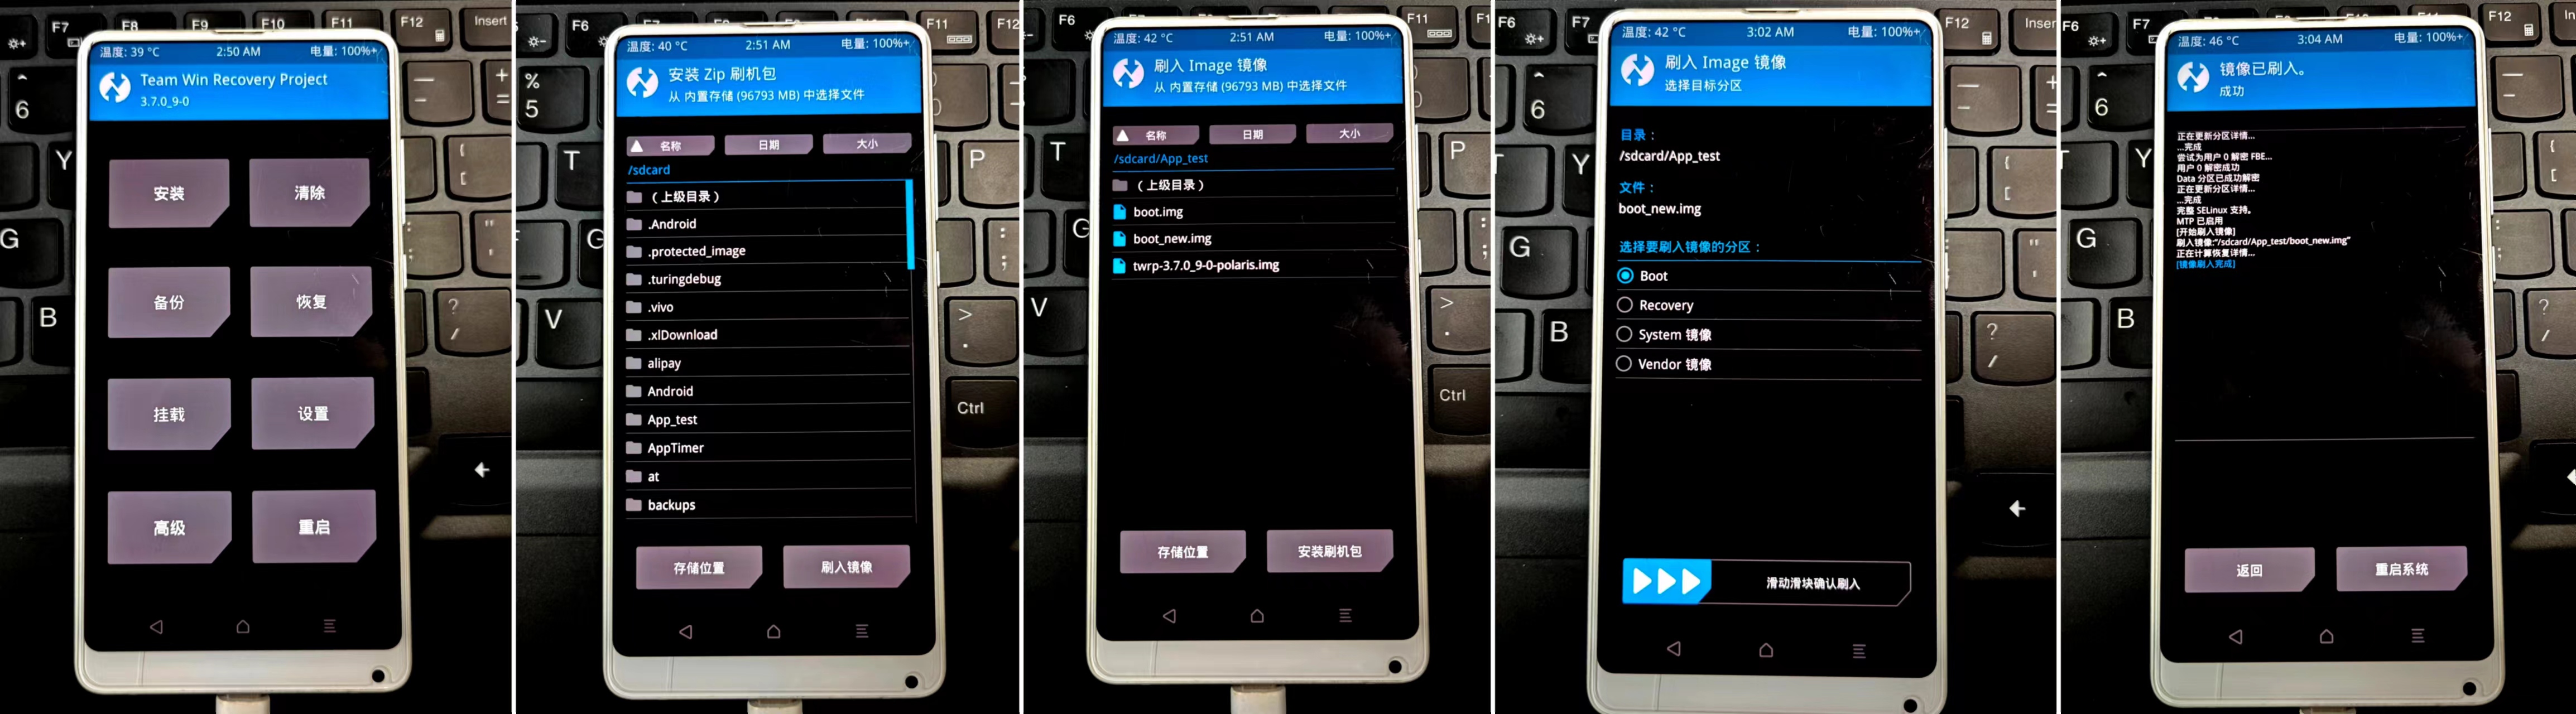 温度: 39 °C 2:50 AM 电量: 100%+
Team Win Recovery Project
3.7.0_9-0
安装 清除
备份 恢复
挂载 设置
高级 重启
F7 F8 F9 F10 F11 F12 Insert
6
Y
G
B
温度: 40 °C 2:51 AM 电量: 100%+
安装 Zip 刷机包
从 内置存储 (96793 MB) 中选择文件
名称 日期 大小
/sdcard
（上级目录）
.Android
.protected_image
.turingdebug
.vivo
.xlDownload
alipay
Android
App_test
AppTimer
at
backups
存储位置 刷入镜像
F6 F11 F12
%
5
T
P
V
Ctrl
温度: 42 °C 2:51 AM 电量: 100%+
刷入 Image 镜像
从 内置存储 (96793 MB) 中选择文件
名称 日期 大小
/sdcard/App_test
（上级目录）
boot.img
boot_new.img
twrp-3.7.0_9-0-polaris.img
存储位置 安装刷机包
F6 F11
T
P
V
Ctrl
温度: 42 °C 3:02 AM 电量: 100%+
刷入 Image 镜像
选择目标分区
目录：
/sdcard/App_test
文件：
boot_new.img
选择要刷入镜像的分区：
Boot
Recovery
System 镜像
Vendor 镜像
滑动滑块确认刷入
F6 F7 F12
6
Y
G
B
温度: 46 °C 3:04 AM 电量: 100%+
镜像已刷入。
成功
正在更新分区详情...
...完成
尝试为用户 0 解密 FBE...
用户 0 解密成功
Data 分区已成功解密
正在更新分区详情...
...完成
完整 SELinux 支持。
MTP 已启用
[开始刷入镜像]
刷入镜像:“/sdcard/App_test/boot_new.img”
正在计算恢复详情...
[镜像刷入完成]
返回 重启系统
F6 F7 F12
6
Y
G
B